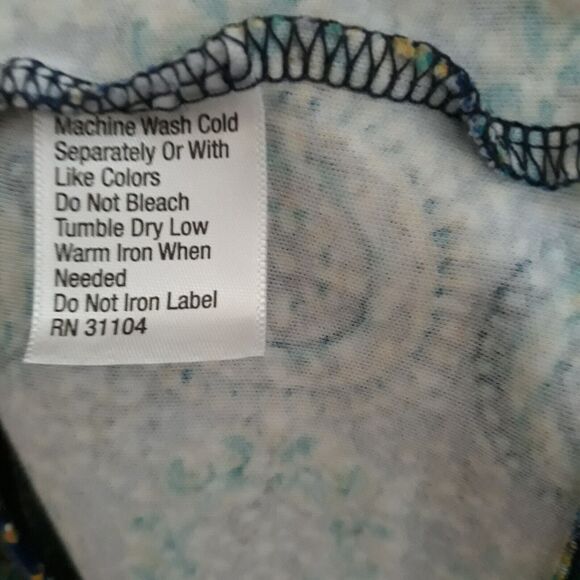 Machine Wash Cold
Separately Or With
Like Colors
Do Not Bleach
Tumble Dry Low
Warm Iron When
Needed
Do Not Iron Label
RN 31104